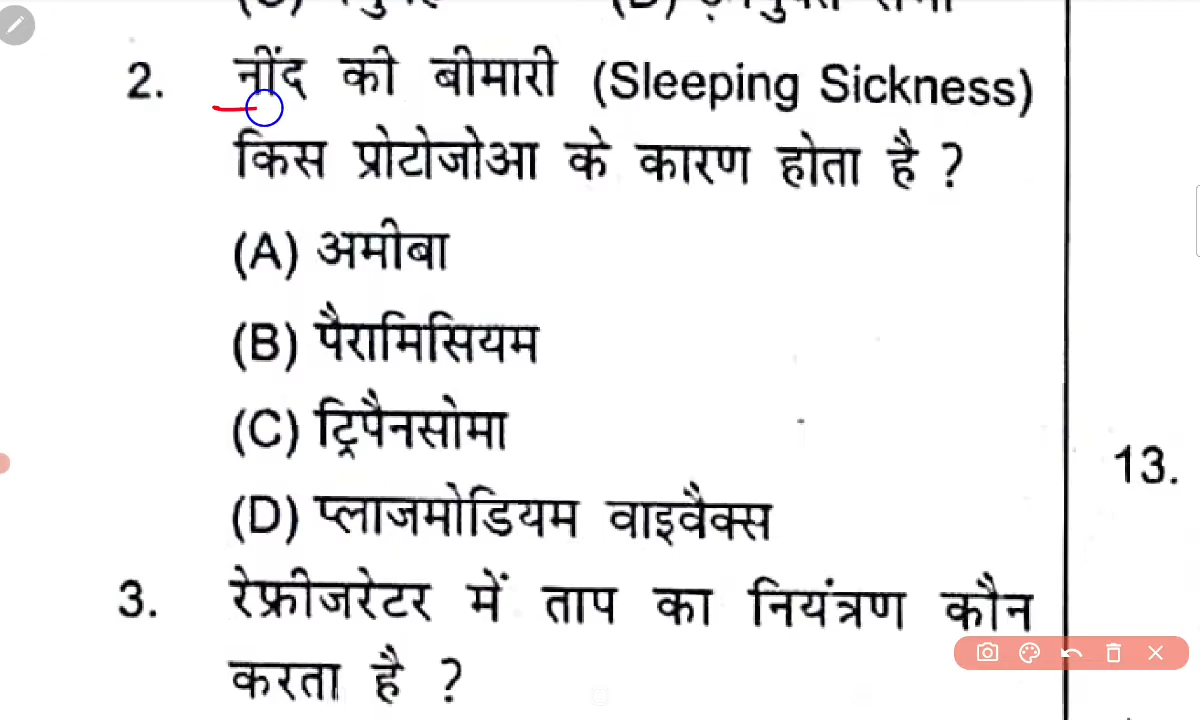 2. नींद की बीमारी (Sleeping Sickness)
किस प्रोटोजोआ के कारण होता है ?
(A) अमीबा
(B) पैरामिसियम
(C) ट्रिपैनसोमा
(D) प्लाजमोडियम वाइवैक्स
13.
3. रेफ्रीजरेटर में ताप का नियंत्रण कौन
करता है ?